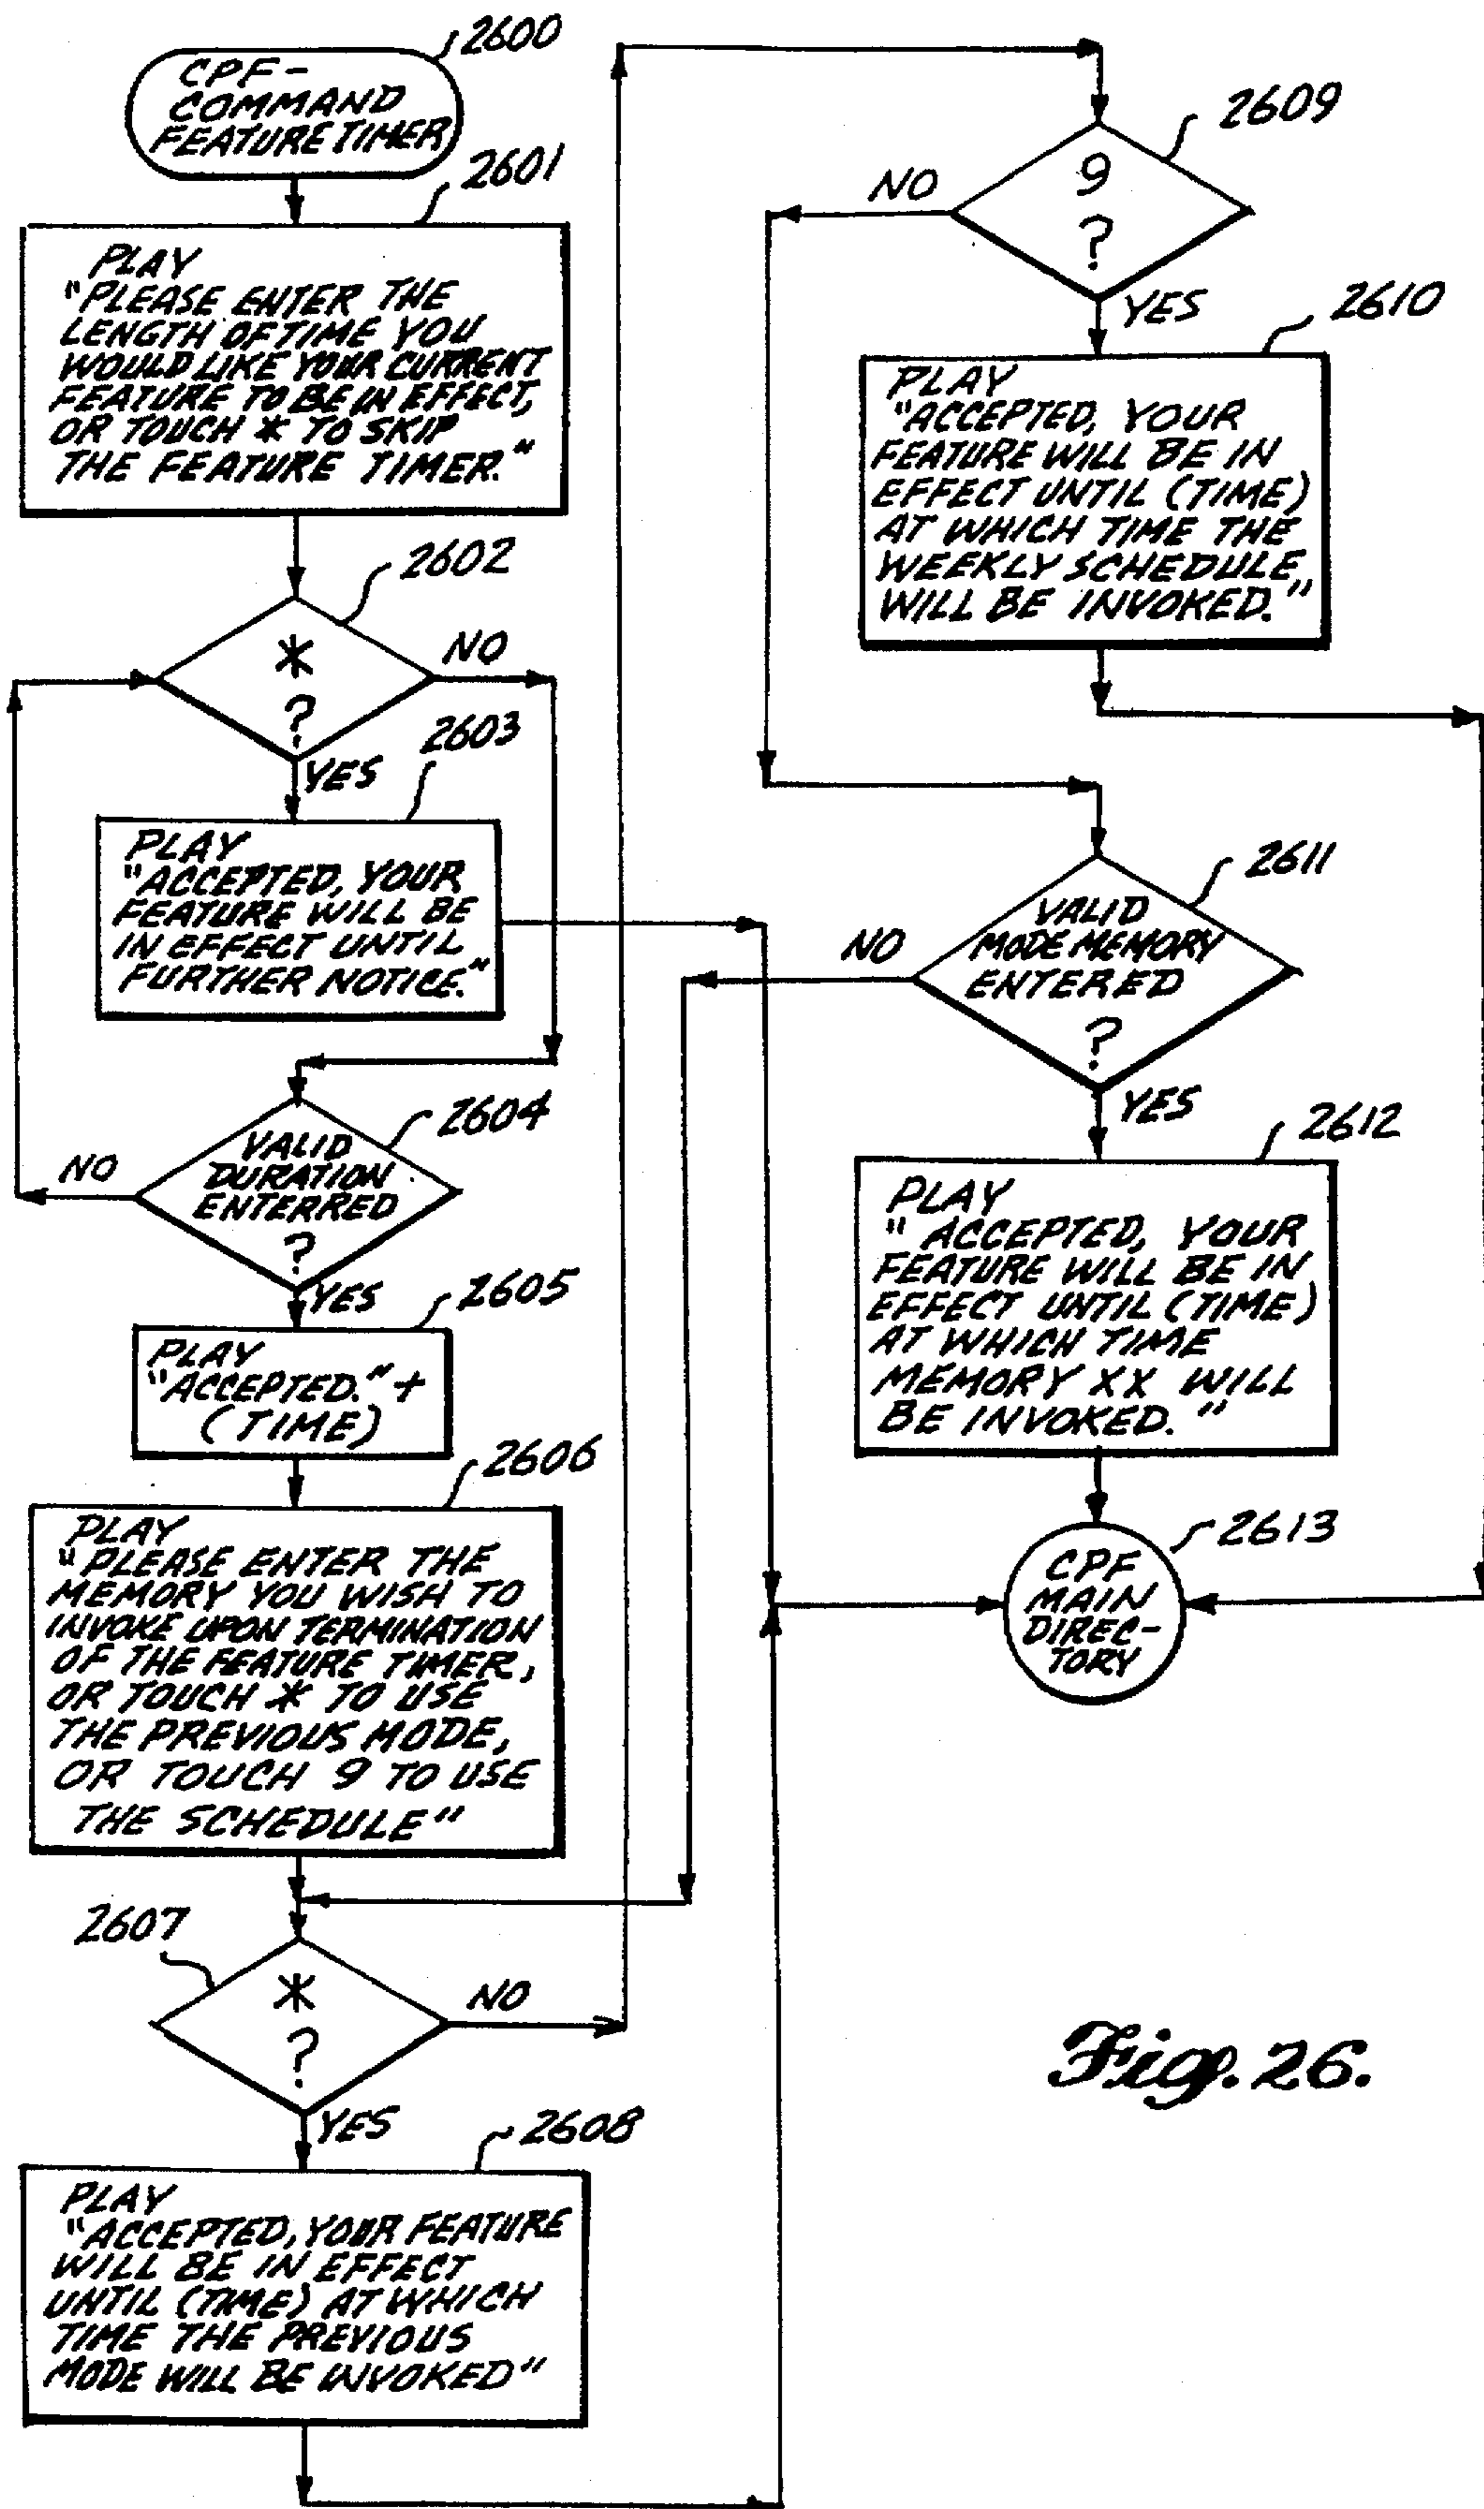 2600
CPF-
COMMAND
FEATURE TIMER
2601
PLAY
"PLEASE ENTER THE
LENGTH OF TIME YOU
WOULD LIKE YOUR CURRENT
FEATURE TO BE IN EFFECT,
OR TOUCH * TO SKIP
THE FEATURE TIMER."
2602
*
?
NO
YES
2603
PLAY
"ACCEPTED, YOUR
FEATURE WILL BE
IN EFFECT UNTIL
FURTHER NOTICE."
2604
VALID
DURATION
ENTERRED
?
NO
YES
2605
PLAY
"ACCEPTED." +
(TIME)
2606
PLAY
"PLEASE ENTER THE
MEMORY YOU WISH TO
INVOKE UPON TERMINATION
OF THE FEATURE TIMER,
OR TOUCH * TO USE
THE PREVIOUS MODE,
OR TOUCH 9 TO USE
THE SCHEDULE"
2607
*
?
NO
YES
2608
PLAY
"ACCEPTED, YOUR FEATURE
WILL BE IN EFFECT
UNTIL (TIME) AT WHICH
TIME THE PREVIOUS
MODE WILL BE INVOKED"
2609
9
?
NO
YES
2610
PLAY
"ACCEPTED, YOUR
FEATURE WILL BE IN
EFFECT UNTIL (TIME)
AT WHICH TIME THE
WEEKLY SCHEDULE
WILL BE INVOKED."
2611
VALID
MODE MEMORY
ENTERED
?
NO
YES
2612
PLAY
" ACCEPTED, YOUR
FEATURE WILL BE IN
EFFECT UNTIL (TIME)
AT WHICH TIME
MEMORY XX WILL
BE INVOKED."
2613
CPF
MAIN
DIREC-
TORY
Fig. 26.